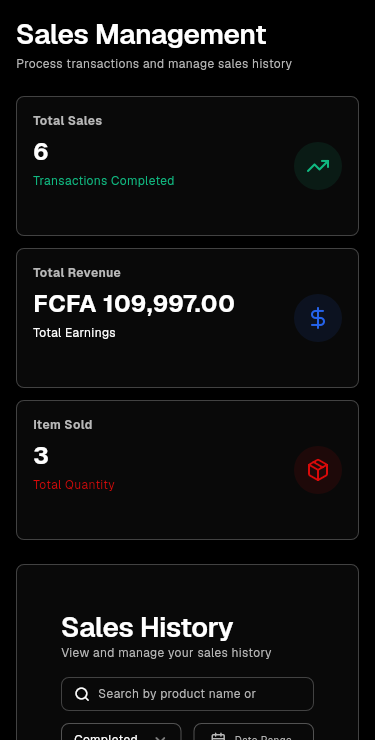 Sales Management
Process transactions and manage sales history
Total Sales
6
Transactions Completed
Total Revenue
FCFA 109,997.00
Total Earnings
Item Sold
3
Total Quantity
Sales History
View and manage your sales history
Search by product name or
Completed
Date Range